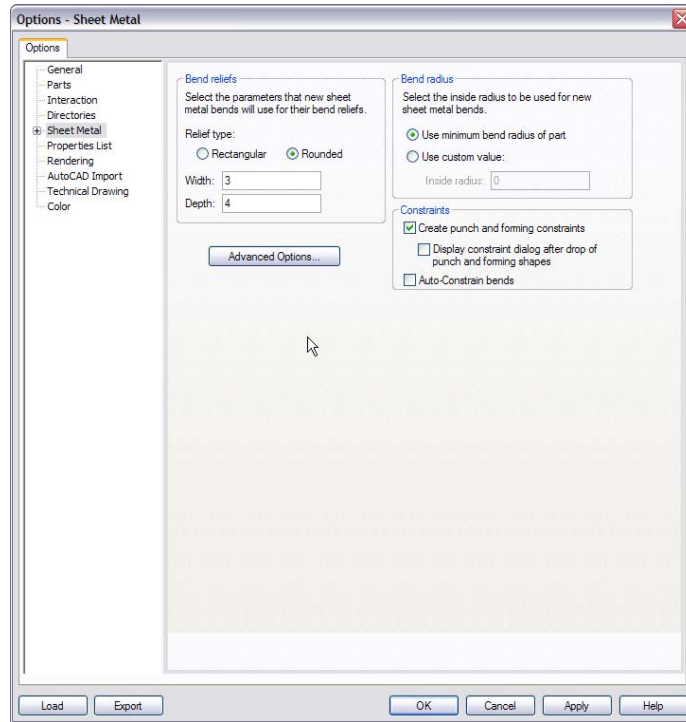 Options - Sheet Metal
Options
General
Parts
Interaction
Directories
Sheet Metal
Properties List
Rendering
AutoCAD Import
Technical Drawing
Color
Bend reliefs
Select the parameters that new sheet
metal bends will use for their bend reliefs.
Relief type:
Rectangular
Rounded
Width: 3
Depth: 4
Advanced Options...
Bend radius
Select the inside radius to be used for new
sheet metal bends.
Use minimum bend radius of part
Use custom value:
Inside radius: 0
Constraints
Create punch and forming constraints
Display constraint dialog after drop of
punch and forming shapes
Auto-Constrain bends
Load
Export
OK
Cancel
Apply
Help